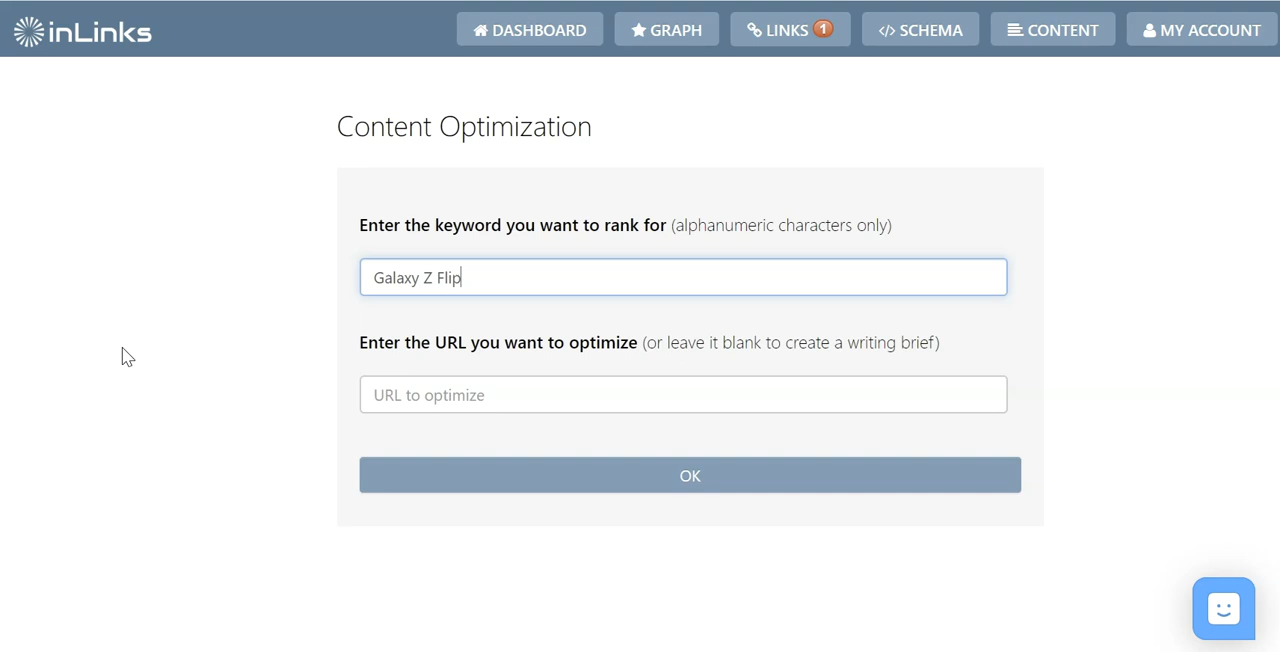 inLinks
DASHBOARD
GRAPH
LINKS 1
SCHEMA
CONTENT
MY ACCOUNT
Content Optimization
Enter the keyword you want to rank for (alphanumeric characters only)
Galaxy Z Flip
Enter the URL you want to optimize (or leave it blank to create a writing brief)
URL to optimize
OK